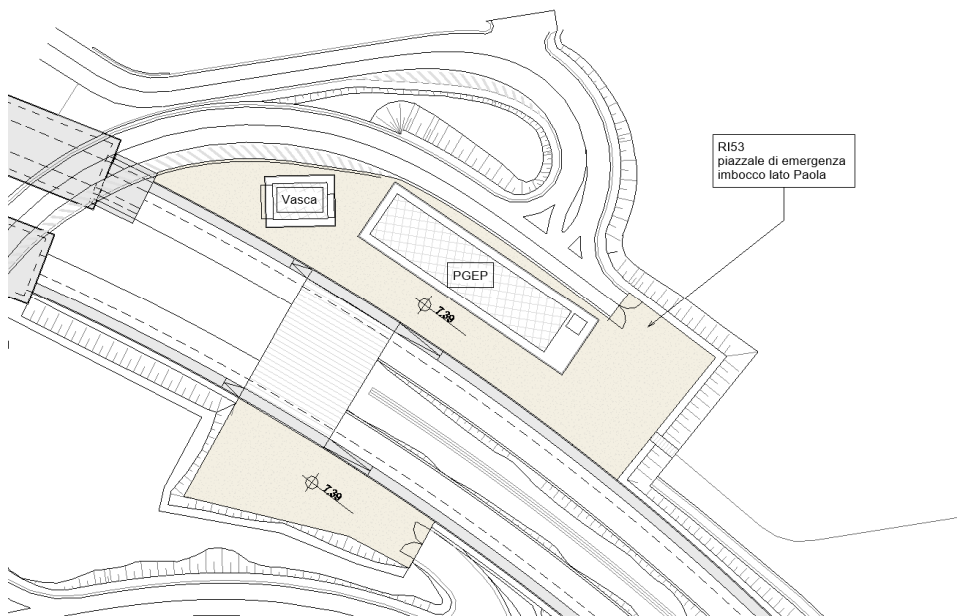 RI53
piazzale di emergenza
imbocco lato Paola
Vasca
PGEP
7.39
7.39